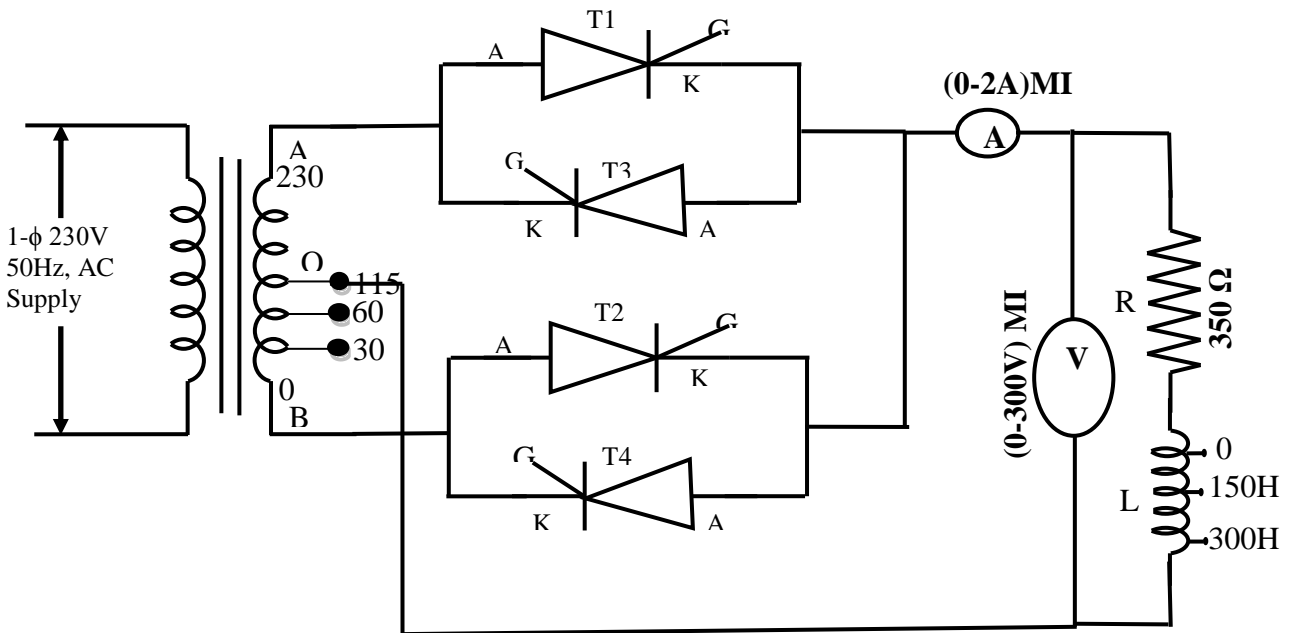 T1
G
A
K
(0-2A)MI
A
A
230
G
T3
K
A
1-ϕ 230V
50Hz, AC
Supply
O
115
60
30
0
B
T2
G
A
K
G
T4
K
A
(0-300V) MI
V
R
350 Ω
L
0
150H
300H